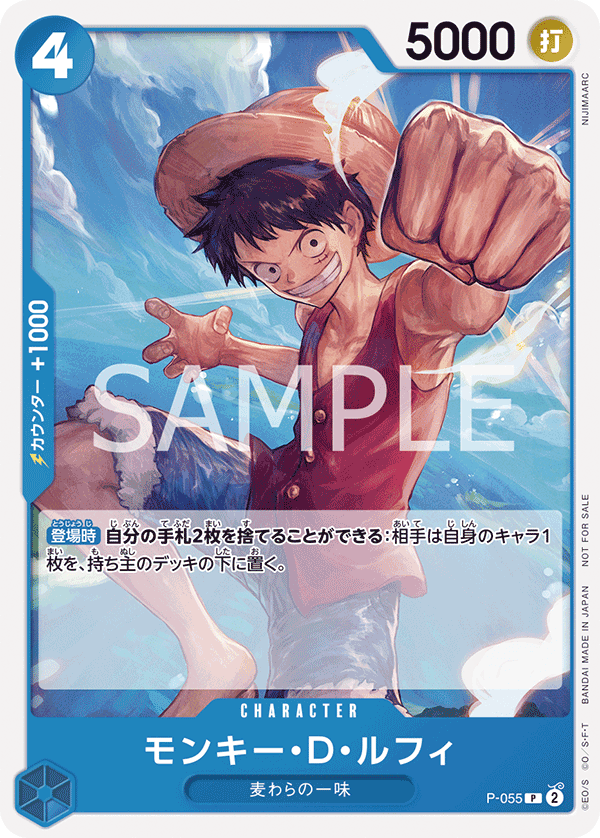 4
5000
打
NIJIMAARC
カウンター +1000
SAMPLE
登場時 自分の手札2枚を捨てることができる:相手は自身のキャラ1
枚を、持ち主のデッキの下に置く。
CHARACTER
モンキー・D・ルフィ
麦わらの一味
P-055 P 2
©EO/S ©O/S・F・T BANDAI MADE IN JAPAN NOT FOR SALE